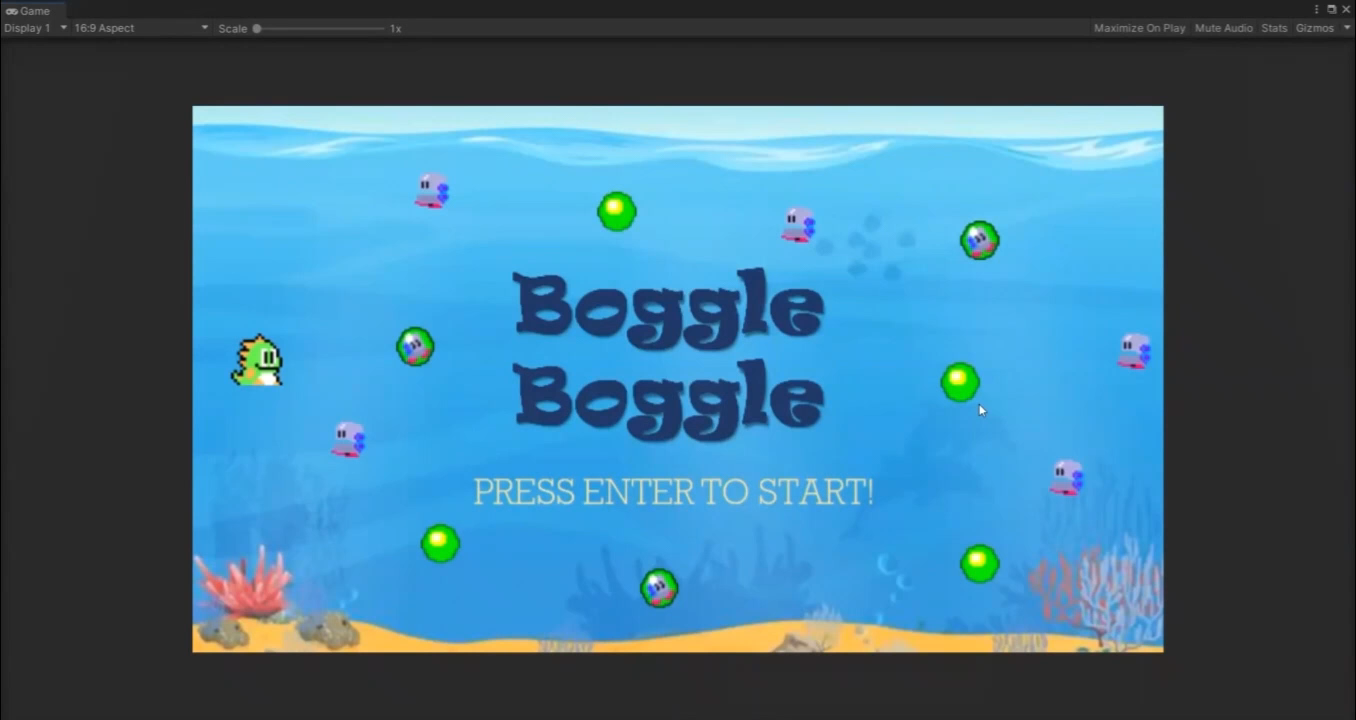 Game
Display 1 16:9 Aspect Scale 1x Maximize On Play Mute Audio Stats Gizmos
Boggle
Boggle
PRESS ENTER TO START!